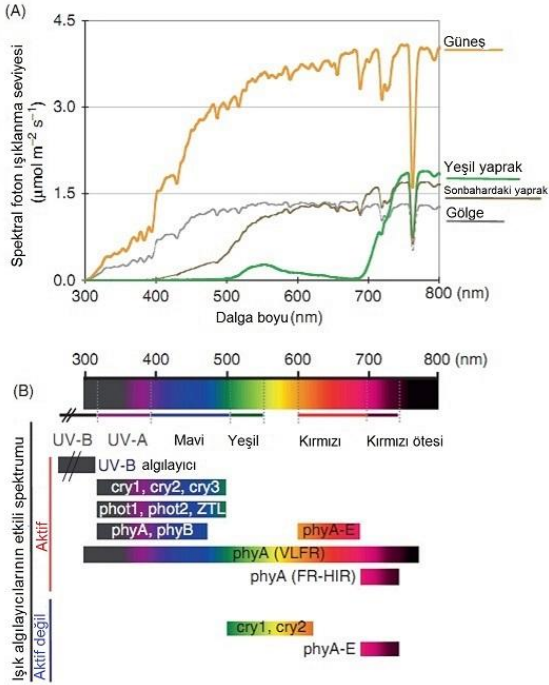 (A)
Spektral foton ışıklanma seviyesi
(μmol m⁻² s⁻¹)
4.5
3.0
1.5
0.0
Güneş
Yeşil yaprak
Sonbahardaki yaprak
Gölge
300 400 500 600 700 800 (nm)
Dalga boyu (nm)
300 400 500 600 700 800 (nm)
(B)
UV-B UV-A Mavi Yeşil Kırmızı Kırmızı ötesi
Işık algılayıcılarının etkili spektrumu
Aktif
UV-B algılayıcı
cry1, cry2, cry3
phot1, phot2, ZTL
phyA, phyB phyA-E
phyA (VLFR)
phyA (FR-HIR)
Aktif değil
cry1, cry2
phyA-E